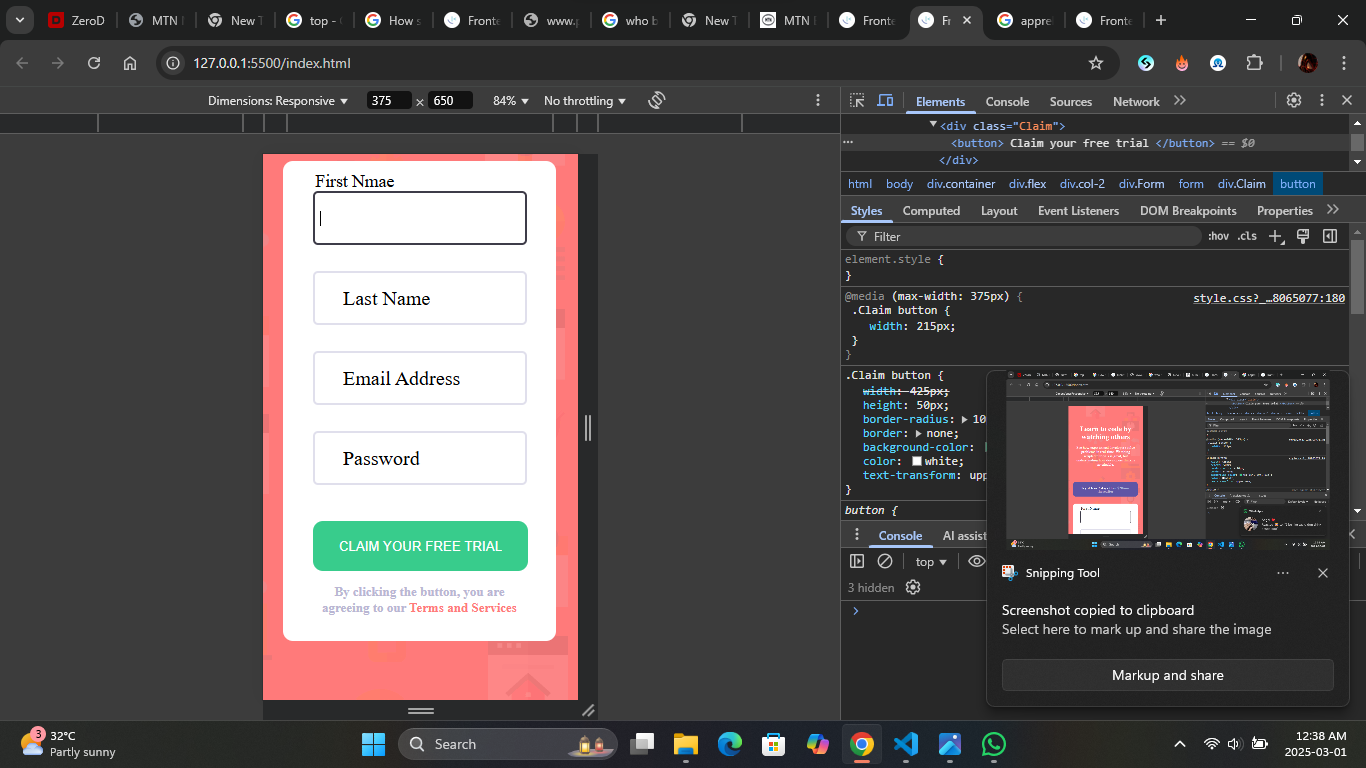 ZeroD
MTN
New T
top - 
How s
Fronte
www.p
who b
New T
MTN
Fronte
Fr
appre
Fronte
127.0.0.1:5500/index.html
Dimensions: Responsive
375 × 650
84%
No throttling
Elements
Console
Sources
Network
<div class="Claim">
<button> Claim your free trial </button> == $0
</div>
html body div.container div.flex div.col-2 div.Form form div.Claim button
Styles
Computed
Layout
Event Listeners
DOM Breakpoints
Properties
Filter
:hov .cls
element.style {
}
@media (max-width: 375px) {
style.css?_…8065077:180
.Claim button {
width: 215px;
}
}
.Claim button {
width: 425px;
height: 50px;
border-radius: 10
border: none;
background-color:
color: white;
text-transform: upp
}
button {
Console
AI assist
top
3 hidden
First Nmae
Last Name
Email Address
Password
CLAIM YOUR FREE TRIAL
By clicking the button, you are
agreeing to our Terms and Services
Learn to code by
watching others
Snipping Tool
Screenshot copied to clipboard
Select here to mark up and share the image
Markup and share
3
32°C
Partly sunny
Search
12:38 AM
2025-03-01